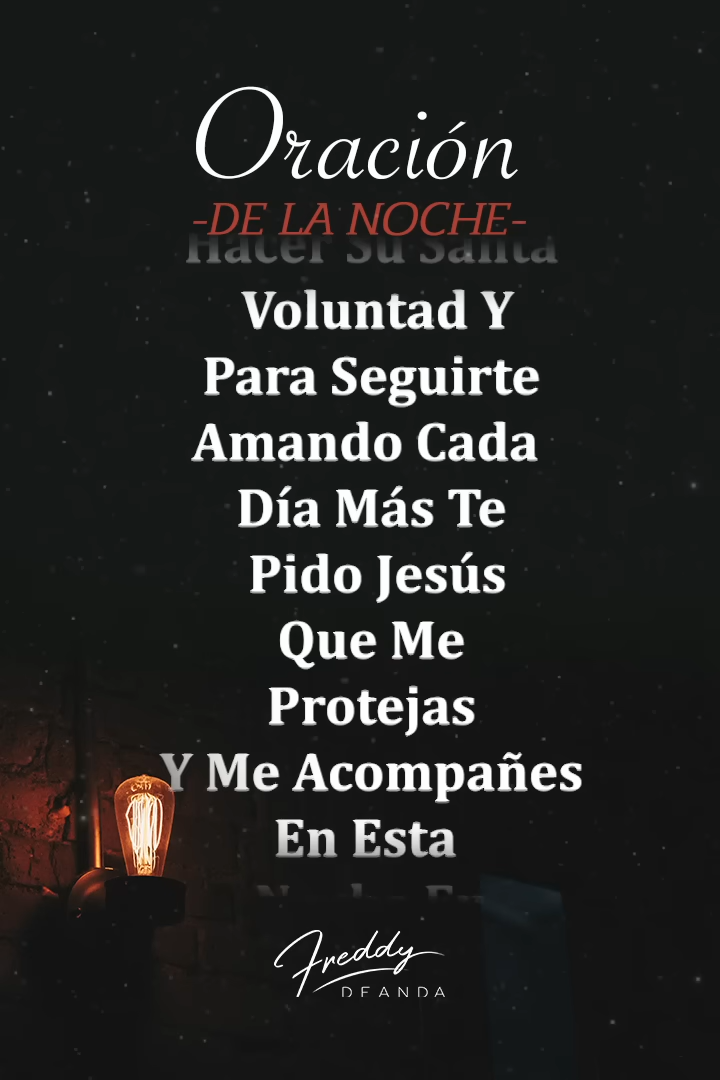 Oración
-DE LA NOCHE-
Hacer Su Santa
Voluntad Y
Para Seguirte
Amando Cada
Día Más Te
Pido Jesús
Que Me
Protejas
Y Me Acompañes
En Esta
Freddy
DEANDA